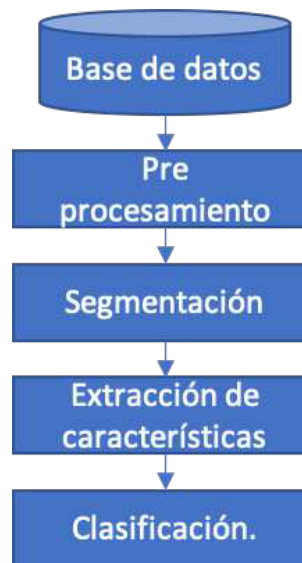 Base de datos
Pre
procesamiento
Segmentación
Extracción de
características
Clasificación.